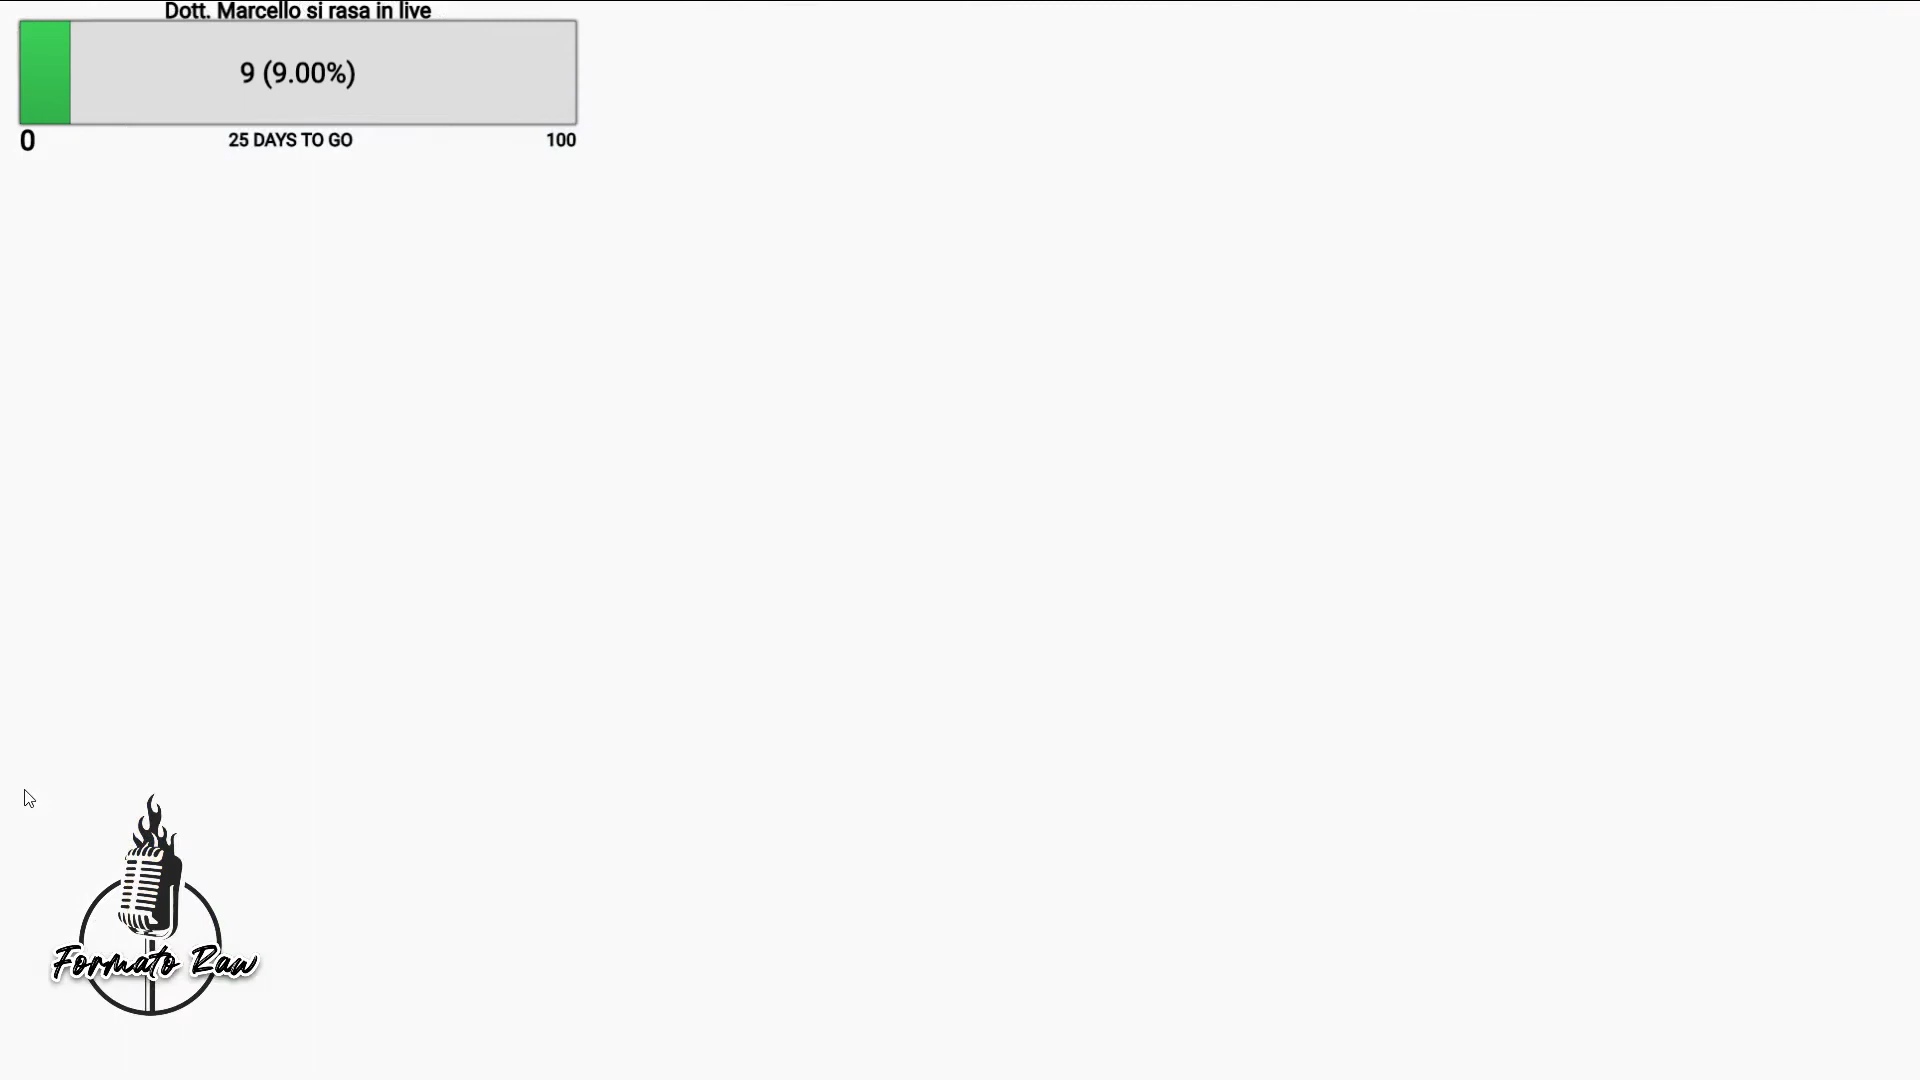 Dott. Marcello si rasa in live
9 (9.00%)
0 25 DAYS TO GO 100
Formato Raw